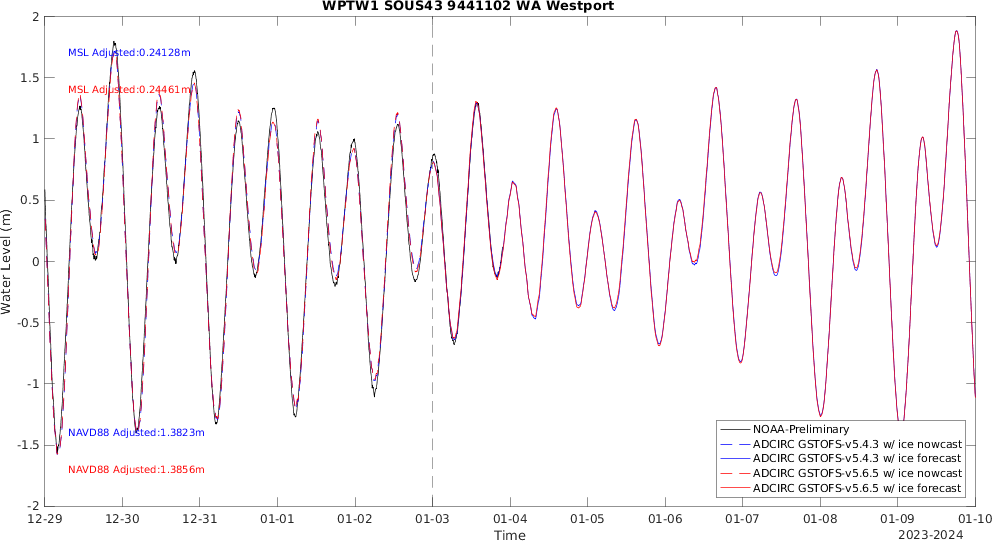 WPTW1 SOUS43 9441102 WA Westport
2
1.5
1
0.5
0
-0.5
-1
-1.5
-2
Water Level (m)
MSL Adjusted:0.24128m
MSL Adjusted:0.24461m
NAVD88 Adjusted:1.3823m
NAVD88 Adjusted:1.3856m
NOAA-Preliminary
ADCIRC GSTOFS-v5.4.3 w/ ice nowcast
ADCIRC GSTOFS-v5.4.3 w/ ice forecast
ADCIRC GSTOFS-v5.6.5 w/ ice nowcast
ADCIRC GSTOFS-v5.6.5 w/ ice forecast
12-29 12-30 12-31 01-01 01-02 01-03 01-04 01-05 01-06 01-07 01-08 01-09 01-10
Time
2023-2024